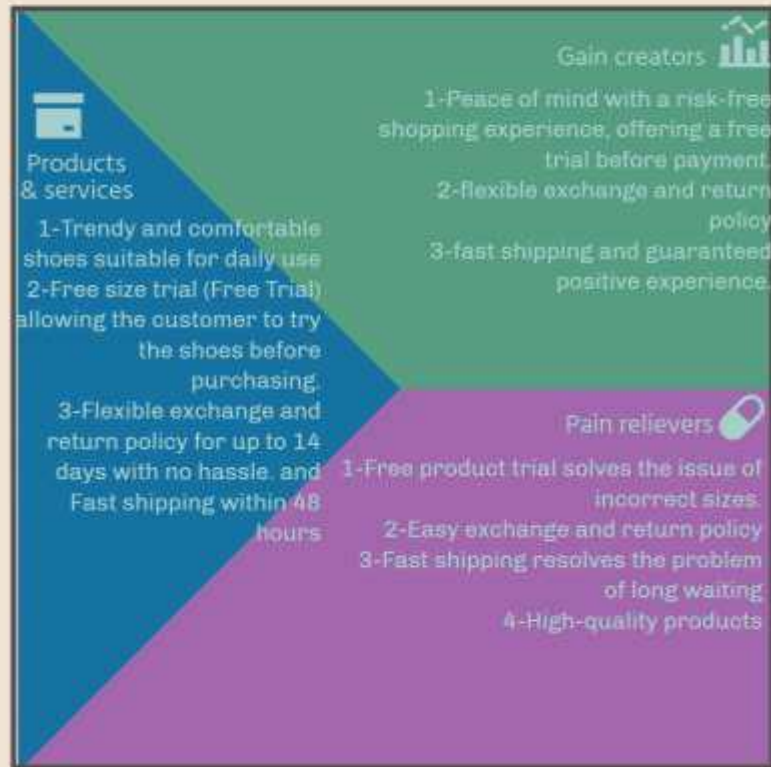 Gain creators
1-Peace of mind with a risk-free
shopping experience, offering a free
trial before payment.
2-flexible exchange and return
policy
3-fast shipping and guaranteed
positive experience.
Products
& services
1-Trendy and comfortable
shoes suitable for daily use
2-Free size trial (Free Trial)
allowing the customer to try
the shoes before
purchasing.
3-Flexible exchange and
return policy for up to 14
days with no hassle. and
Fast shipping within 48
hours
Pain relievers
1-Free product trial solves the issue of
incorrect sizes.
2-Easy exchange and return policy
3-Fast shipping resolves the problem
of long waiting
4-High-quality products